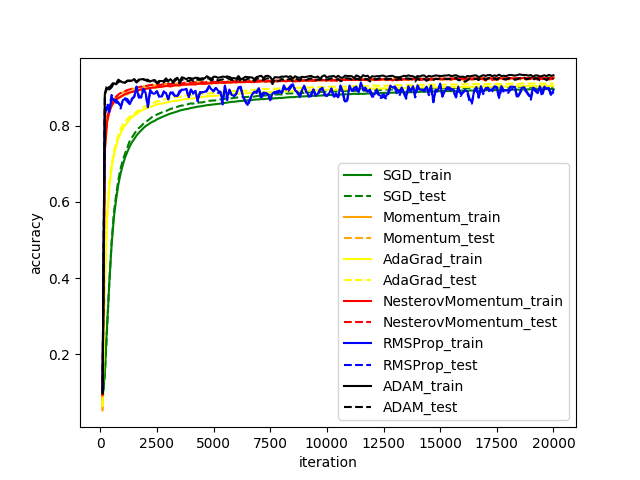 accuracy
0.8
0.6
0.4
0.2
SGD_train
SGD_test
Momentum_train
Momentum_test
AdaGrad_train
AdaGrad_test
NesterovMomentum_train
NesterovMomentum_test
RMSProp_train
RMSProp_test
ADAM_train
ADAM_test
0 2500 5000 7500 10000 12500 15000 17500 20000
iteration